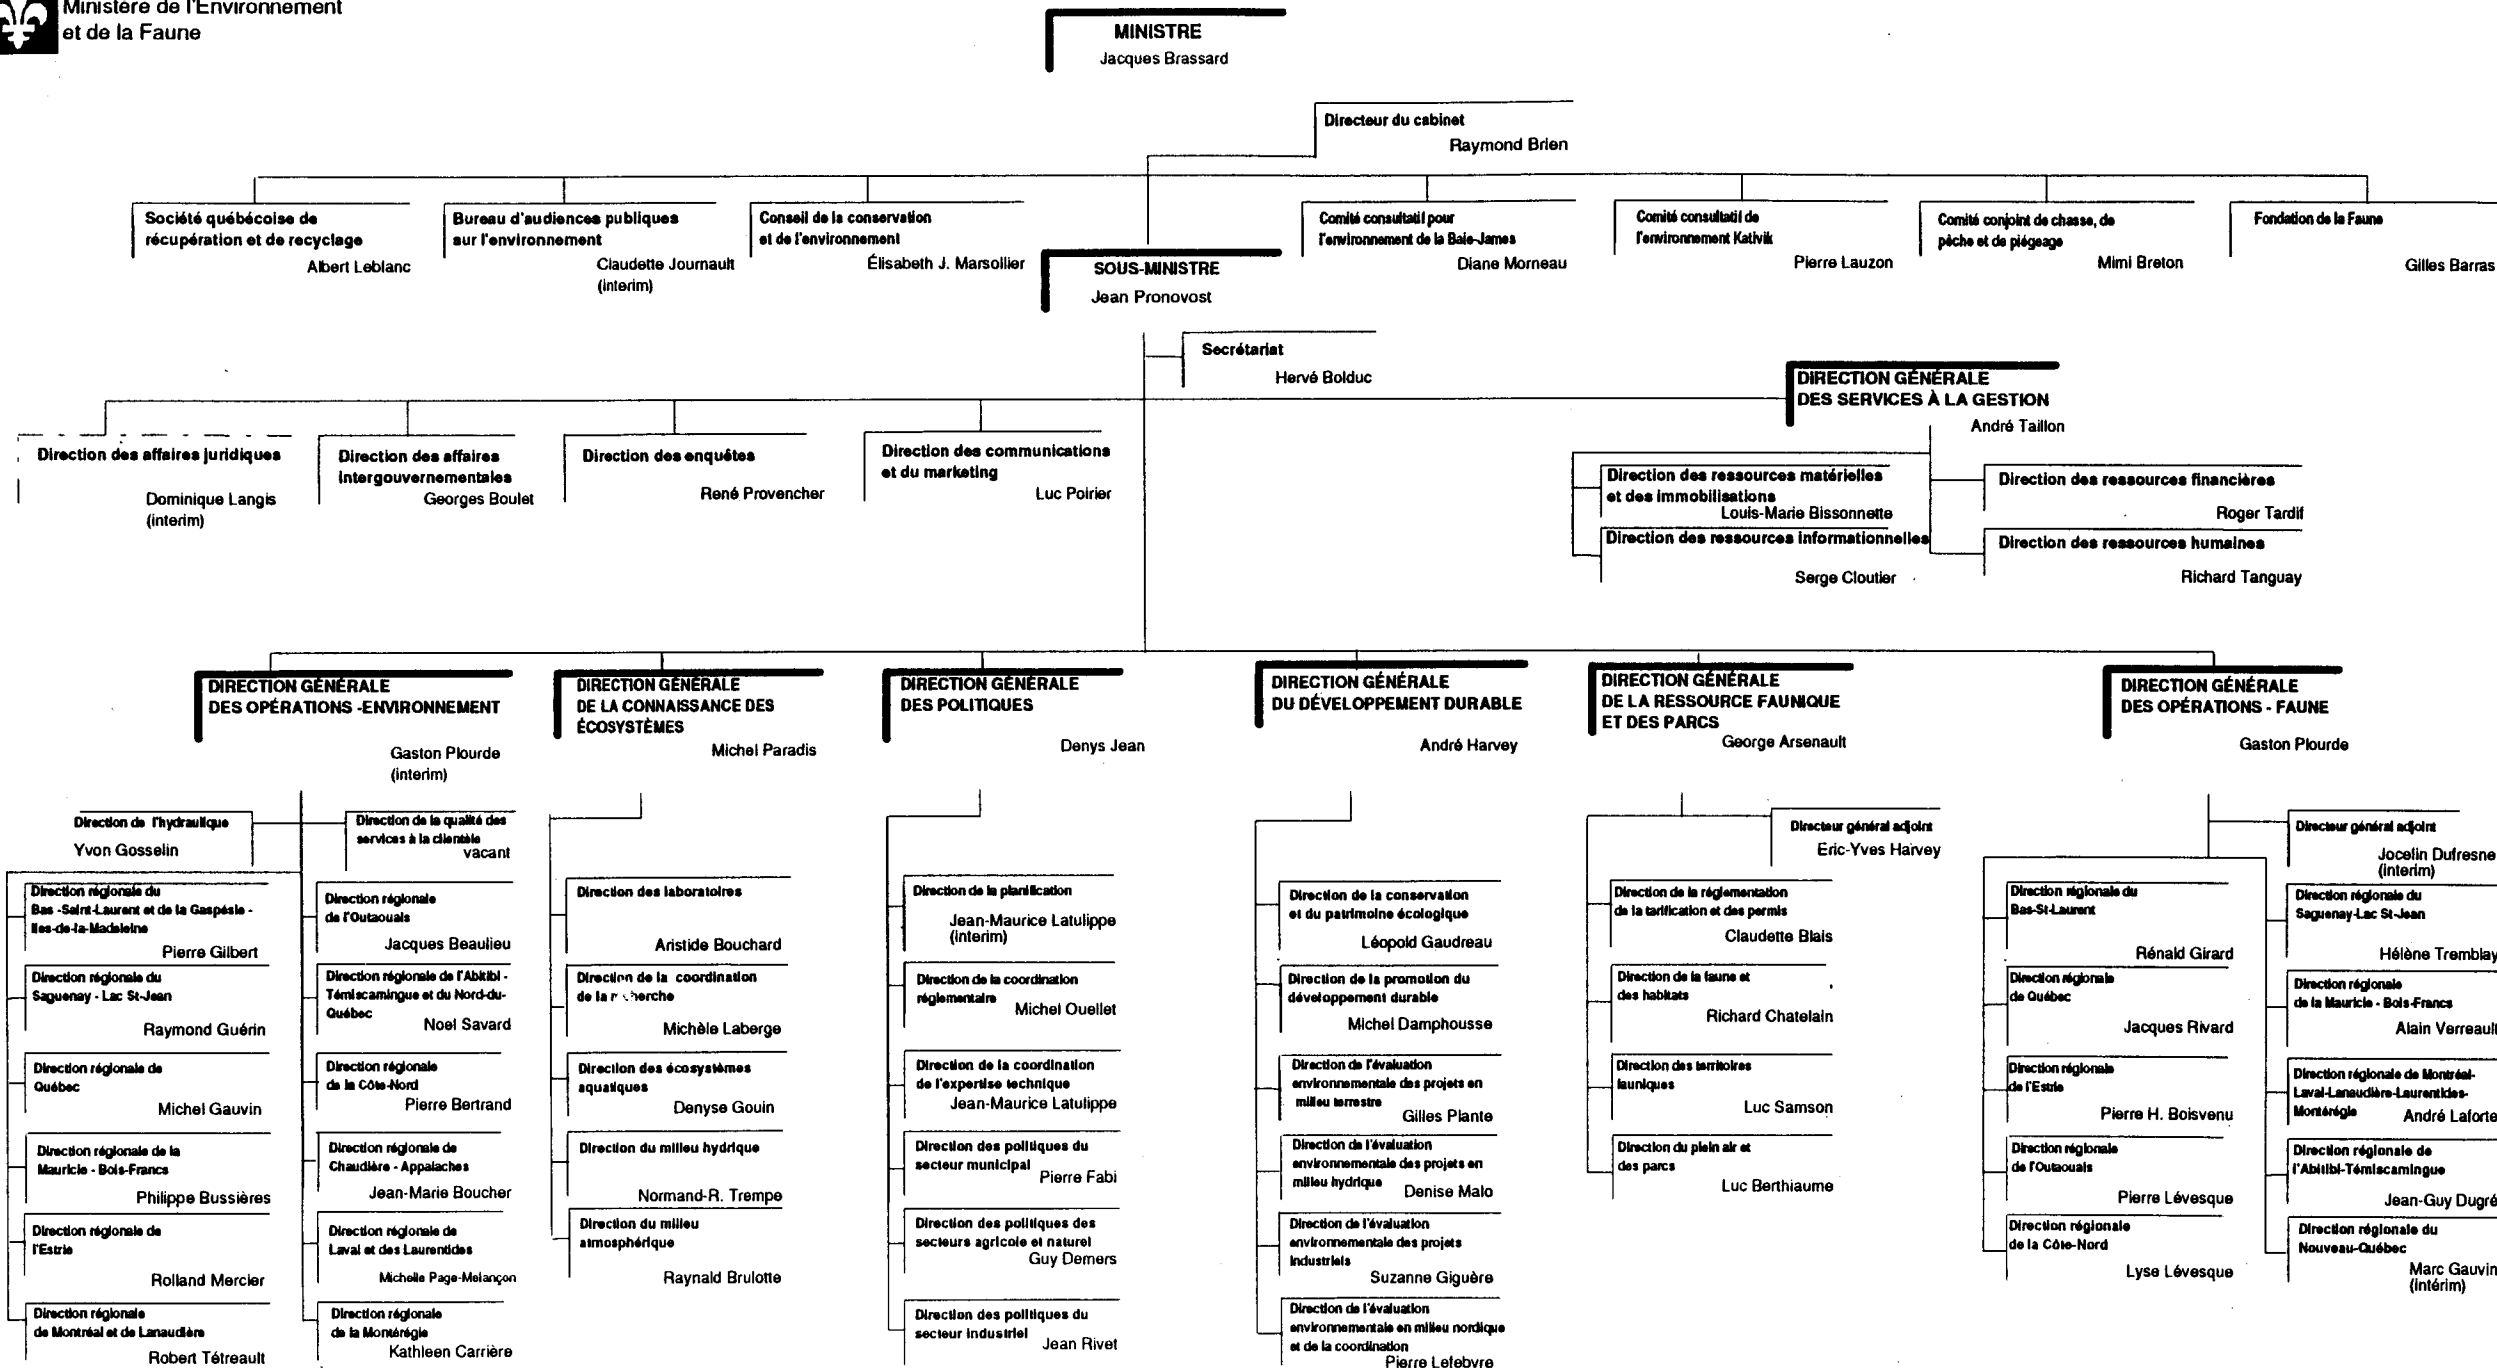 Ministère de l'Environnement
et de la Faune
MINISTRE
Jacques Brassard
Directeur du cabinet
Raymond Brien
Société québécoise de
récupération et de recyclage
Albert Leblanc
Bureau d'audiences publiques
sur l'environnement
Claudette Journault
(interim)
Conseil de la conservation
et de l'environnement
Élisabeth J. Marsollier
Comité consultatif pour
l'environnement de la Baie-James
Diane Morneau
Comité consultatif de
l'environnement Kativik
Pierre Lauzon
Comité conjoint de chasse, de
pêche et de piégeage
Mimi Breton
Fondation de la Faune
Gilles Barras
SOUS-MINISTRE
Jean Pronovost
Secrétariat
Hervé Bolduc
Direction des affaires juridiques
Dominique Langis
(interim)
Direction des affaires
intergouvernementales
Georges Boulet
Direction des enquêtes
René Provencher
Direction des communications
et du marketing
Luc Poirier
DIRECTION GÉNÉRALE
DES SERVICES À LA GESTION
André Taillon
Direction des ressources matérielles
et des immobilisations
Louis-Marie Bissonnette
Direction des ressources informationnelles
Serge Cloutier
Direction des ressources financières
Roger Tardif
Direction des ressources humaines
Richard Tanguay
DIRECTION GÉNÉRALE
DES OPÉRATIONS -ENVIRONNEMENT
Gaston Plourde
(interim)
Direction de l'hydraulique
Yvon Gosselin
Direction de la qualité des
services à la clientèle
vacant
Direction régionale du
Bas -Saint-Laurent et de la Gaspésie -
Iles-de-la-Madeleine
Pierre Gilbert
Direction régionale du
Saguenay - Lac St-Jean
Raymond Guérin
Direction régionale de
Québec
Michel Gauvin
Direction régionale de la
Mauricie - Bois-Francs
Philippe Bussières
Direction régionale de
l'Estrie
Rolland Mercier
Direction régionale
de Montréal et de Lanaudière
Robert Tétreault
Direction régionale
de l'Outaouais
Jacques Beaulieu
Direction régionale de l'Abitibi -
Témiscamingue et du Nord-du-
Québec
Noel Savard
Direction régionale
de la Côte-Nord
Pierre Bertrand
Direction régionale de
Chaudière - Appalaches
Jean-Marie Boucher
Direction régionale de
Laval et des Laurentides
Michelle Page-Melançon
Direction régionale
de la Montérégie
Kathleen Carrière
DIRECTION GÉNÉRALE
DE LA CONNAISSANCE DES
ÉCOSYSTÈMES
Michel Paradis
Direction des laboratoires
Aristide Bouchard
Direction de la coordination
de la recherche
Michèle Laberge
Direction des écosystèmes
aquatiques
Denyse Gouin
Direction du milieu hydrique
Normand-R. Trempe
Direction du milieu
atmosphérique
Raynald Brulotte
DIRECTION GÉNÉRALE
DES POLITIQUES
Denys Jean
Direction de la planification
Jean-Maurice Latulippe
(interim)
Direction de la coordination
réglementaire
Michel Ouellet
Direction de la coordination
de l'expertise technique
Jean-Maurice Latulippe
Direction des politiques du
secteur municipal
Pierre Fabi
Direction des politiques des
secteurs agricole et naturel
Guy Demers
Direction des politiques du
secteur industriel
Jean Rivet
DIRECTION GÉNÉRALE
DU DÉVELOPPEMENT DURABLE
André Harvey
Direction de la conservation
et du patrimoine écologique
Léopold Gaudreau
Direction de la promotion du
développement durable
Michel Damphousse
Direction de l'évaluation
environnementale des projets en
milieu terrestre
Gilles Plante
Direction de l'évaluation
environnementale des projets en
milieu hydrique
Denise Malo
Direction de l'évaluation
environnementale des projets
industriels
Suzanne Giguère
Direction de l'évaluation
environnementale en milieu nordique
et de la coordination
Pierre Lefebvre
DIRECTION GÉNÉRALE
DE LA RESSOURCE FAUNIQUE
ET DES PARCS
George Arsenault
Directeur général adjoint
Eric-Yves Harvey
Direction de la réglementation
de la tarification et des permis
Claudette Blais
Direction de la faune et
des habitats
Richard Chatelain
Direction des territoires
fauniques
Luc Samson
Direction du plein air et
des parcs
Luc Berthiaume
DIRECTION GÉNÉRALE
DES OPÉRATIONS - FAUNE
Gaston Plourde
Directeur général adjoint
Jocelin Dufresne
(interim)
Direction régionale du
Bas-St-Laurent
Rénald Girard
Direction régionale
de Québec
Jacques Rivard
Direction régionale
de l'Estrie
Pierre H. Boisvenu
Direction régionale
de l'Outaouais
Pierre Lévesque
Direction régionale
de la Côte-Nord
Lyse Lévesque
Direction régionale du
Saguenay-Lac St-Jean
Hélène Tremblay
Direction régionale
de la Mauricie - Bois-Francs
Alain Verreault
Direction régionale de Montréal-
Laval-Lanaudière-Laurentides-
Montérégie
André Laforte
Direction régionale de
l'Abitibi-Témiscamingue
Jean-Guy Dugré
Direction régionale du
Nouveau-Québec
Marc Gauvin
(intérim)